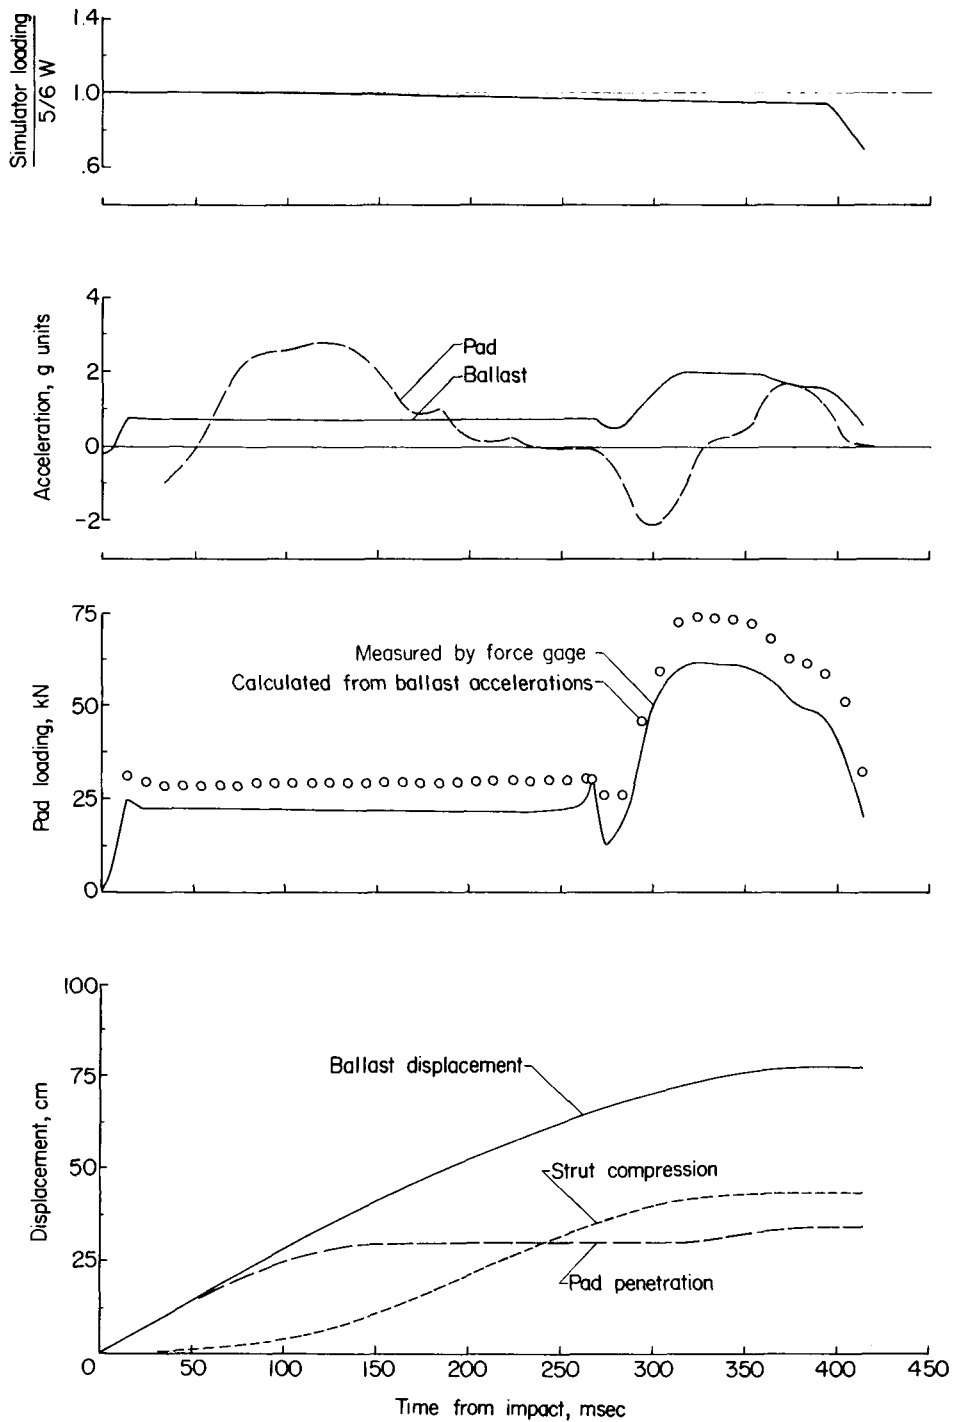 Simulator loading
5/6 W
1.4
1.0
.6
Acceleration, g units
4
2
0
-2
Pad
Ballast
Pad loading, kN
75
50
25
0
Measured by force gage
Calculated from ballast accelerations
Displacement, cm
100
75
50
25
Ballast displacement
Strut compression
Pad penetration
0 50 100 150 200 250 300 350 400 450
Time from impact, msec